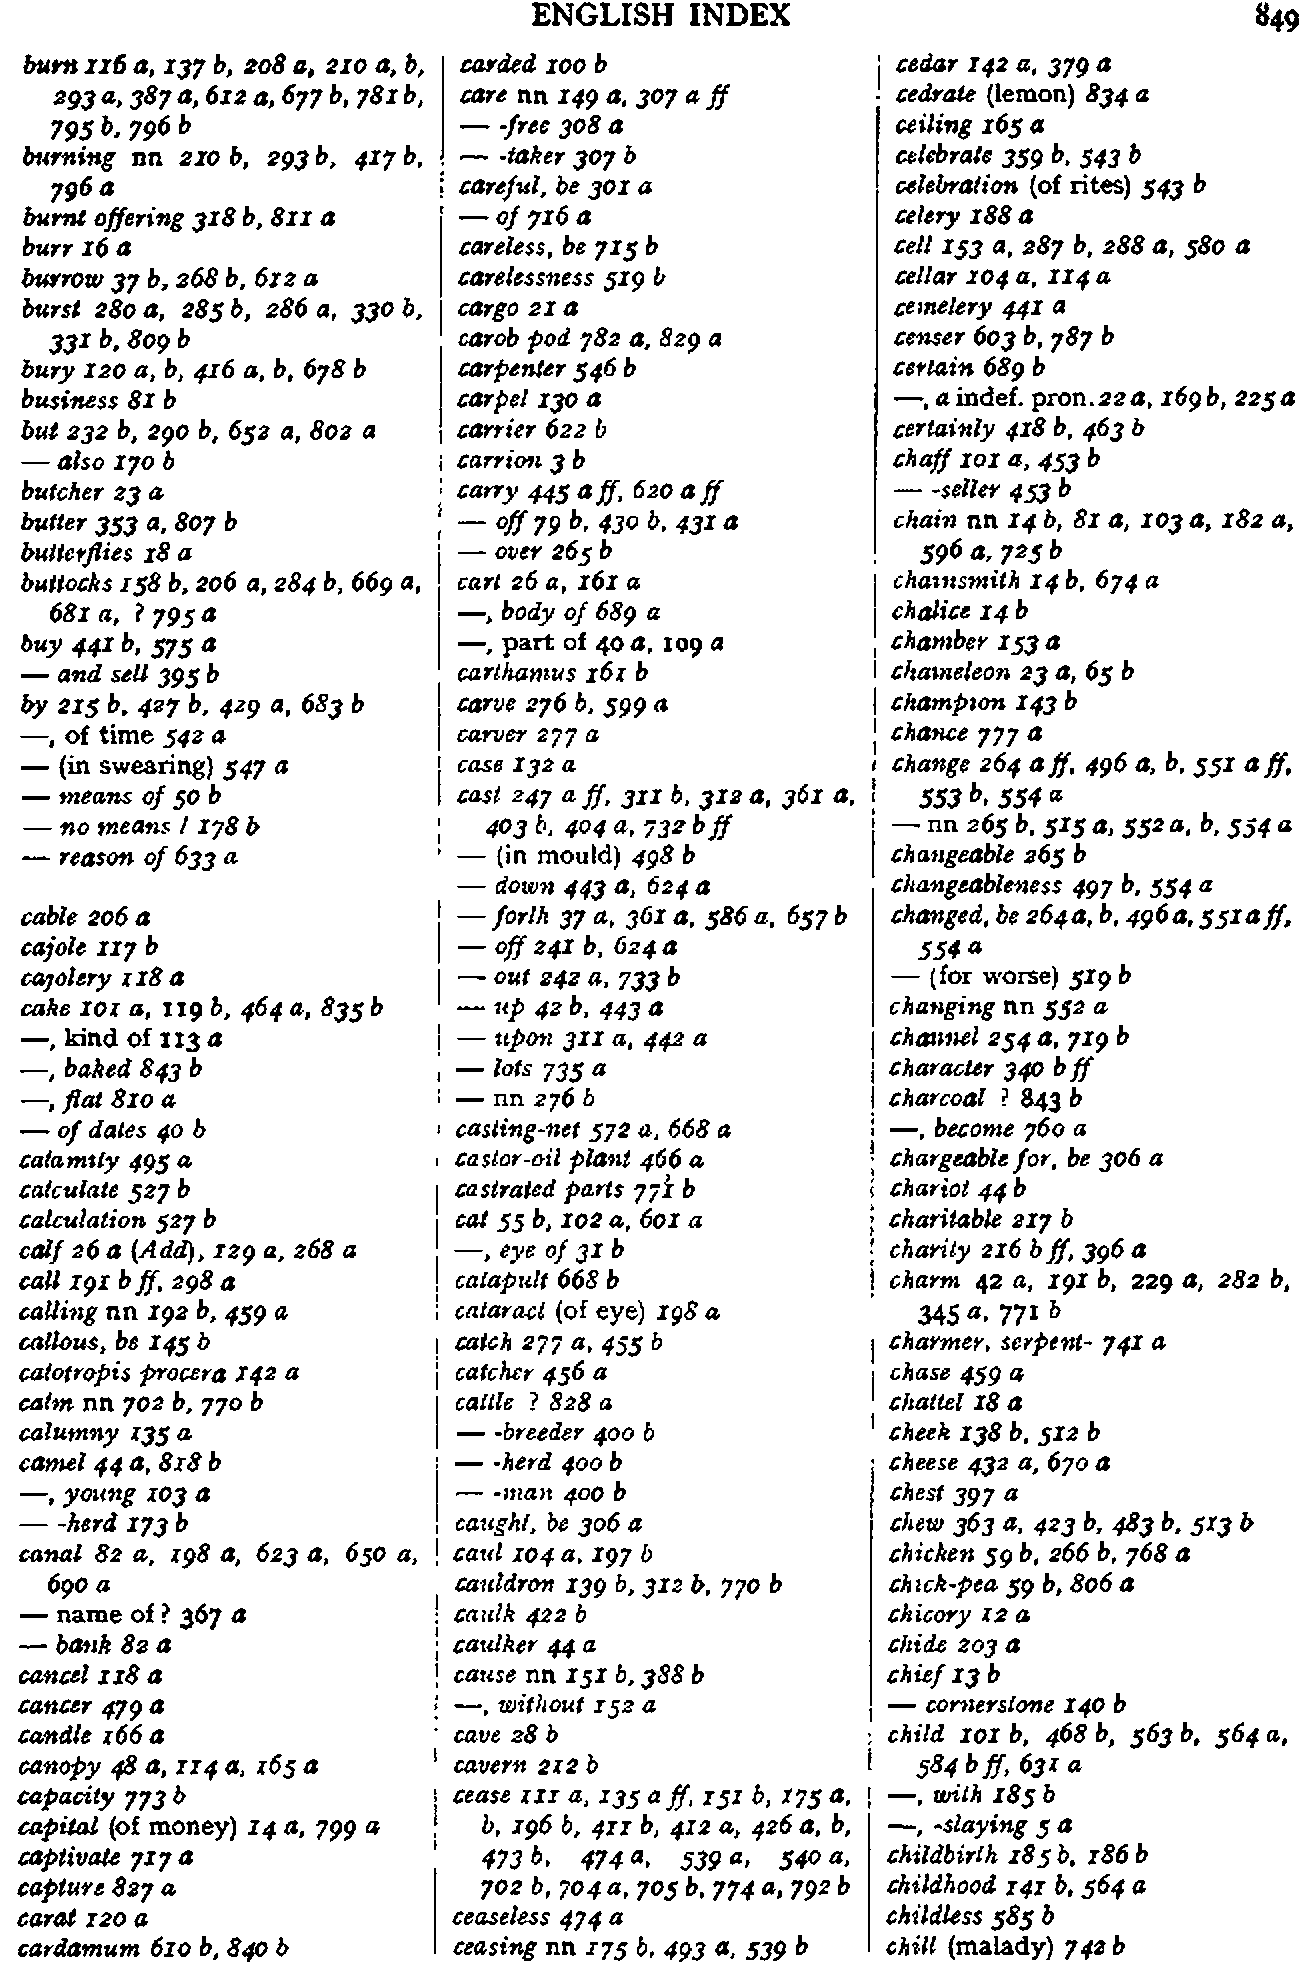 ENGLISH INDEX
849
burn 116 a, 137 b, 208 a, 210 a, b,
293 a, 387 a, 612 a, 677 b, 781 b,
795 b, 796 b
burning nn 210 b, 293 b, 417 b,
796 a
burnt offering 318 b, 811 a
burr 16 a
burrow 37 b, 268 b, 612 a
burst 280 a, 285 b, 286 a, 330 b,
331 b, 809 b
bury 120 a, b, 416 a, b, 678 b
business 81 b
but 232 b, 290 b, 652 a, 802 a
— also 170 b
butcher 23 a
butter 353 a, 807 b
butterflies 18 a
buttocks 158 b, 206 a, 284 b, 669 a,
681 a, ? 795 a
buy 441 b, 575 a
— and sell 395 b
by 215 b, 427 b, 429 a, 683 b
—, of time 542 a
— (in swearing) 547 a
— means of 50 b
— no means ! 178 b
— reason of 633 a
cable 206 a
cajole 117 b
cajolery 118 a
cake 101 a, 119 b, 464 a, 835 b
—, kind of 113 a
—, baked 843 b
—, flat 810 a
— of dates 40 b
calamity 495 a
calculate 527 b
calculation 527 b
calf 26 a (Add), 129 a, 268 a
call 191 b ff, 298 a
calling nn 192 b, 459 a
callous, be 145 b
calotropis procera 142 a
calm nn 702 b, 770 b
calumny 135 a
camel 44 a, 818 b
—, young 103 a
— -herd 173 b
canal 82 a, 198 a, 623 a, 650 a,
690 a
— name of ? 367 a
— bank 82 a
cancel 118 a
cancer 479 a
candle 166 a
canopy 48 a, 114 a, 165 a
capacity 773 b
capital (of money) 14 a, 799 a
captivate 717 a
capture 827 a
carat 120 a
cardamum 610 b, 840 b
carded 100 b
care nn 149 a, 307 a ff
— -free 308 a
— -taker 307 b
careful, be 301 a
— of 716 a
careless, be 715 b
carelessness 519 b
cargo 21 a
carob pod 782 a, 829 a
carpenter 546 b
carpet 130 a
carrier 622 b
carrion 3 b
carry 445 a ff, 620 a ff
— off 79 b, 430 b, 431 a
— over 265 b
cart 26 a, 161 a
—, body of 689 a
—, part of 40 a, 109 a
carthamus 161 b
carve 276 b, 599 a
carver 277 a
case 132 a
cast 247 a ff, 311 b, 312 a, 361 a,
403 b, 404 a, 732 b ff
— (in mould) 498 b
— down 443 a, 624 a
— forth 37 a, 361 a, 586 a, 657 b
— off 241 b, 624 a
— out 242 a, 733 b
— up 42 b, 443 a
— upon 311 a, 442 a
— lots 735 a
— nn 276 b
casting-net 572 a, 668 a
castor-oil plant 466 a
castrated parts 771 b
cat 55 b, 102 a, 601 a
—, eye of 31 b
catapult 668 b
cataract (of eye) 198 a
catch 277 a, 455 b
catcher 456 a
cattle ? 828 a
— -breeder 400 b
— -herd 400 b
— -man 400 b
caught, be 306 a
caul 104 a, 197 b
cauldron 139 b, 312 b, 770 b
caulk 422 b
caulker 44 a
cause nn 151 b, 388 b
—, without 152 a
cave 28 b
cavern 212 b
cease 111 a, 135 a ff, 151 b, 175 a,
b, 196 b, 411 b, 412 a, 426 a, b,
473 b, 474 a, 539 a, 540 a,
702 b, 704 a, 705 b, 774 a, 792 b
ceaseless 474 a
ceasing nn 175 b, 493 a, 539 b
cedar 142 a, 379 a
cedrate (lemon) 834 a
ceiling 165 a
celebrate 359 b, 543 b
celebration (of rites) 543 b
celery 188 a
cell 153 a, 287 b, 288 a, 580 a
cellar 104 a, 114 a
cemetery 441 a
censer 603 b, 787 b
certain 689 b
—, a indef. pron. 22 a, 169 b, 225 a
certainly 418 b, 463 b
chaff 101 a, 453 b
— -seller 453 b
chain nn 14 b, 81 a, 103 a, 182 a,
596 a, 725 b
chainsmith 14 b, 674 a
chalice 14 b
chamber 153 a
chameleon 23 a, 65 b
champion 143 b
chance 777 a
change 264 a ff, 496 a, b, 551 a ff,
553 b, 554 a
— nn 265 b, 515 a, 552 a, b, 554 a
changeable 265 b
changeableness 497 b, 554 a
changed, be 264 a, b, 496 a, 551 a ff,
554 a
— (for worse) 519 b
changing nn 552 a
channel 254 a, 719 b
character 340 b ff
charcoal ? 843 b
—, become 760 a
chargeable for, be 306 a
chariot 44 b
charitable 217 b
charity 216 b ff, 396 a
charm 42 a, 191 b, 229 a, 282 b,
345 a, 771 b
charmer, serpent- 741 a
chase 459 a
chattel 18 a
cheek 138 b, 512 b
cheese 432 a, 670 a
chest 397 a
chew 363 a, 423 b, 483 b, 513 b
chicken 59 b, 266 b, 768 a
chick-pea 59 b, 806 a
chicory 12 a
chide 203 a
chief 13 b
— cornerstone 140 b
child 101 b, 468 b, 563 b, 564 a,
584 b ff, 631 a
—, with 185 b
—, -slaying 5 a
childbirth 185 b, 186 b
childhood 141 b, 564 a
childless 585 b
chill (malady) 742 b